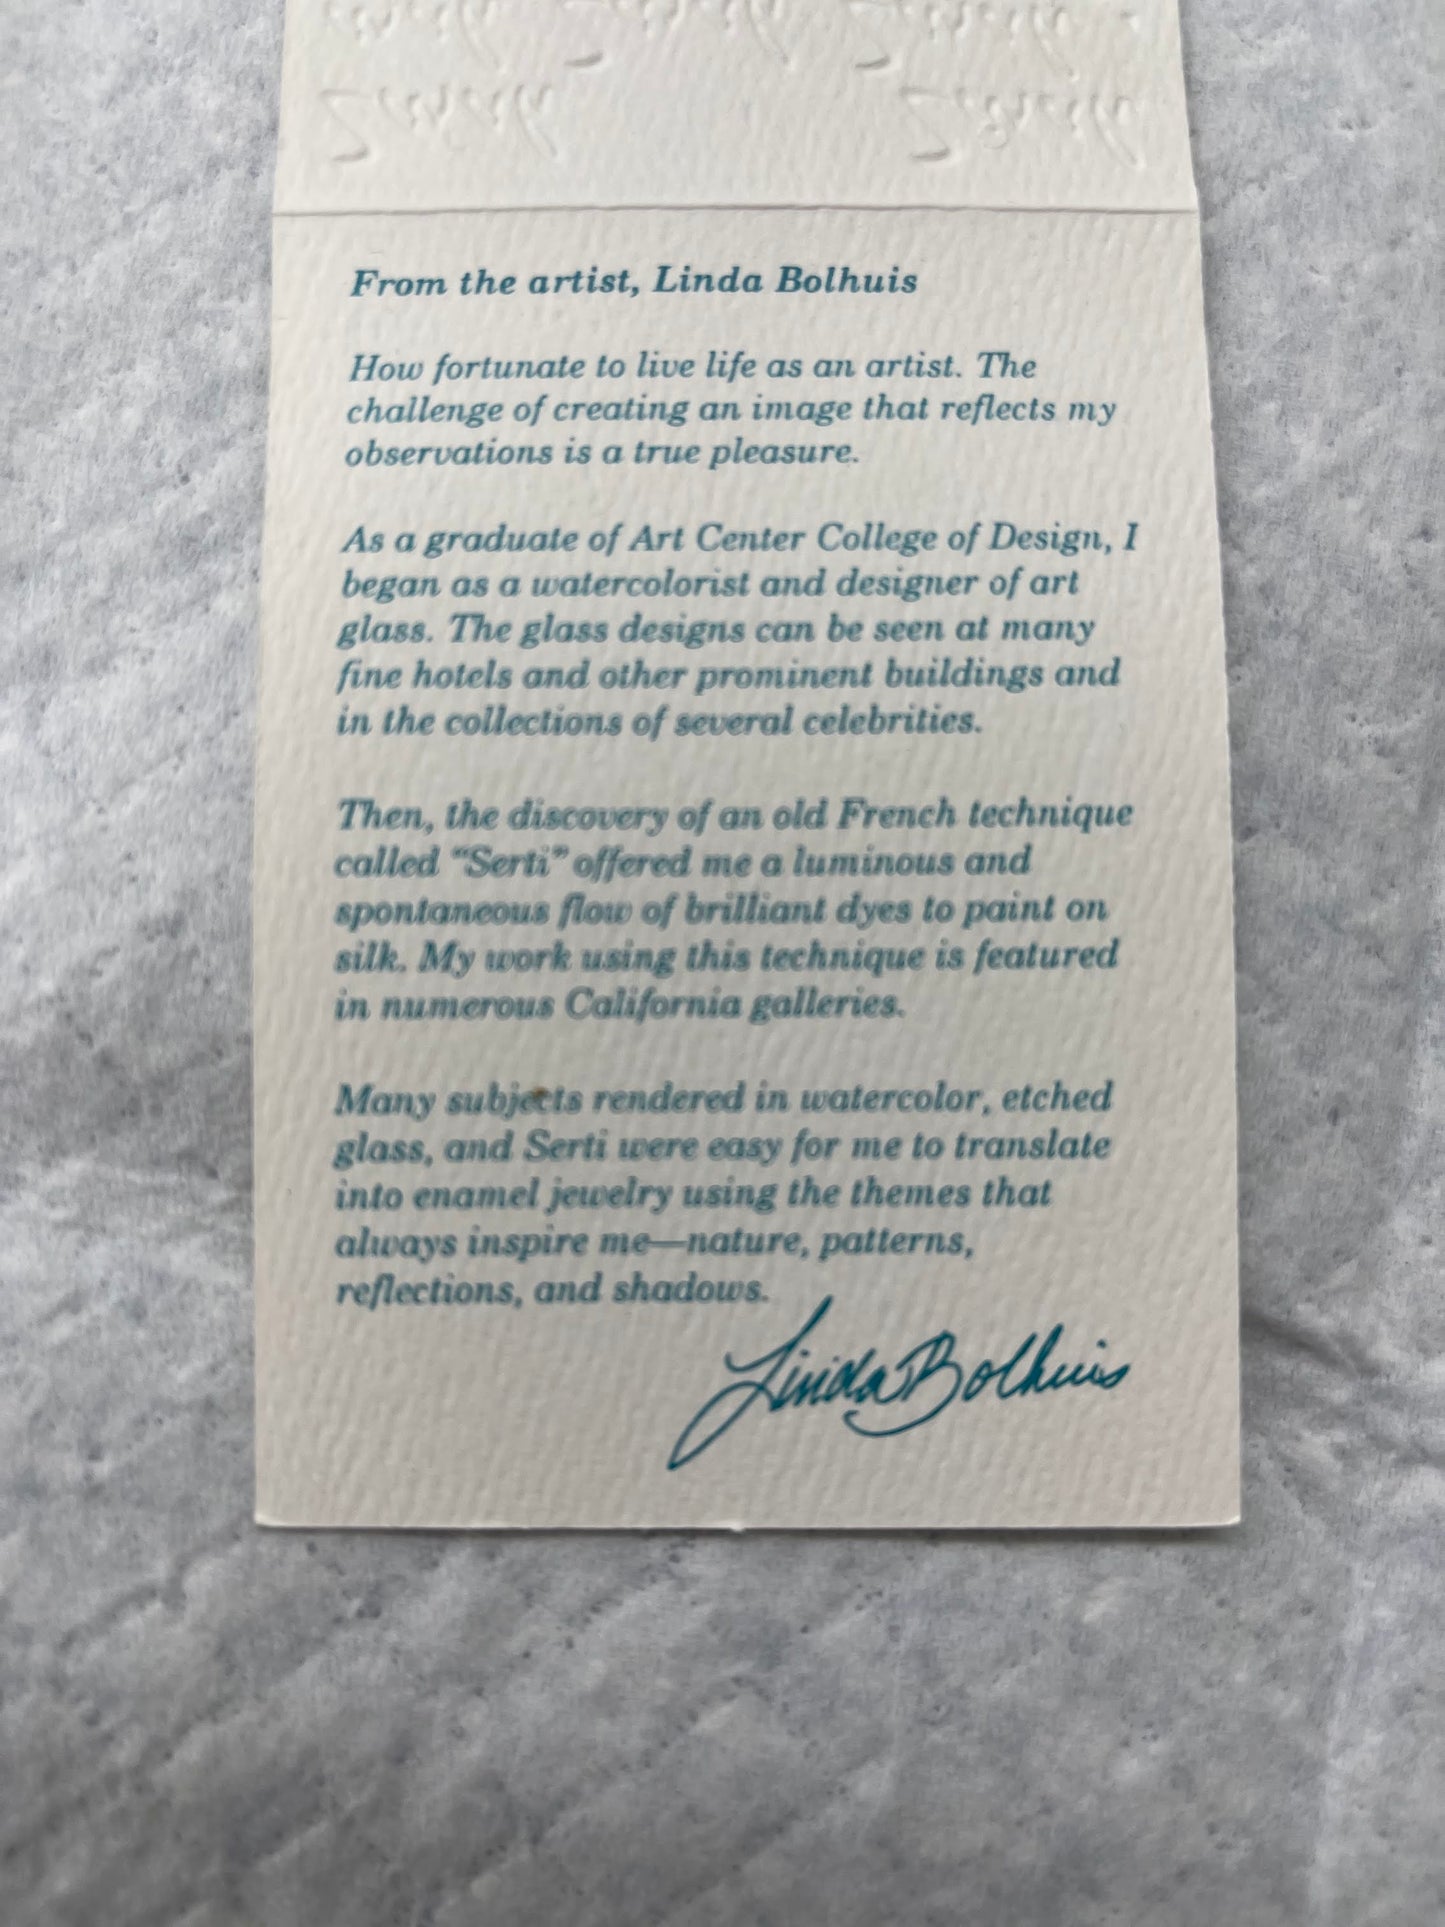 From the artist, Linda Bolhuis
How fortunate to live life as an artist. The
challenge of creating an image that reflects my
observations is a true pleasure.
As a graduate of Art Center College of Design, I
began as a watercolorist and designer of art
glass. The glass designs can be seen at many
fine hotels and other prominent buildings and
in the collections of several celebrities.
Then, the discovery of an old French technique
called “Serti” offered me a luminous and
spontaneous flow of brilliant dyes to paint on
silk. My work using this technique is featured
in numerous California galleries.
Many subjects rendered in watercolor, etched
glass, and Serti were easy for me to translate
into enamel jewelry using the themes that
always inspire me—nature, patterns,
reflections, and shadows.
Linda Bolhuis